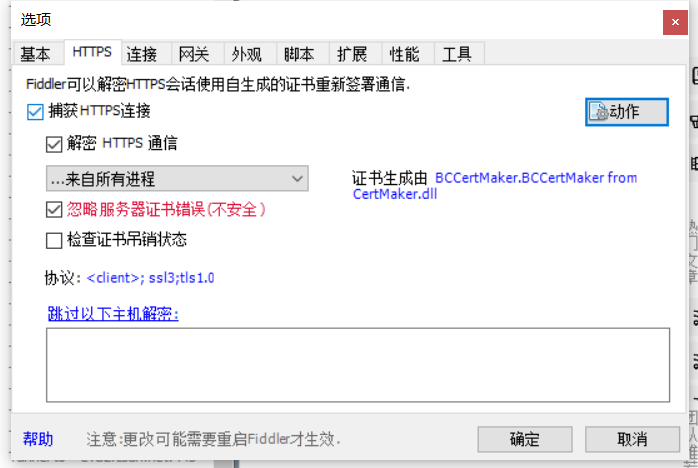 选项
基本 HTTPS 连接 网关 外观 脚本 扩展 性能 工具
Fiddler可以解密HTTPS会话使用自生成的证书重新签署通信.
捕获HTTPS连接
动作
解密 HTTPS 通信
...来自所有进程
证书生成由 BCCertMaker.BCCertMaker from
CertMaker.dll
忽略服务器证书错误(不安全)
检查证书吊销状态
协议: <client>; ssl3;tls1.0
跳过以下主机解密:
帮助 注意:更改可能需要重启Fiddler才生效.
确定 取消
热
门
文
章